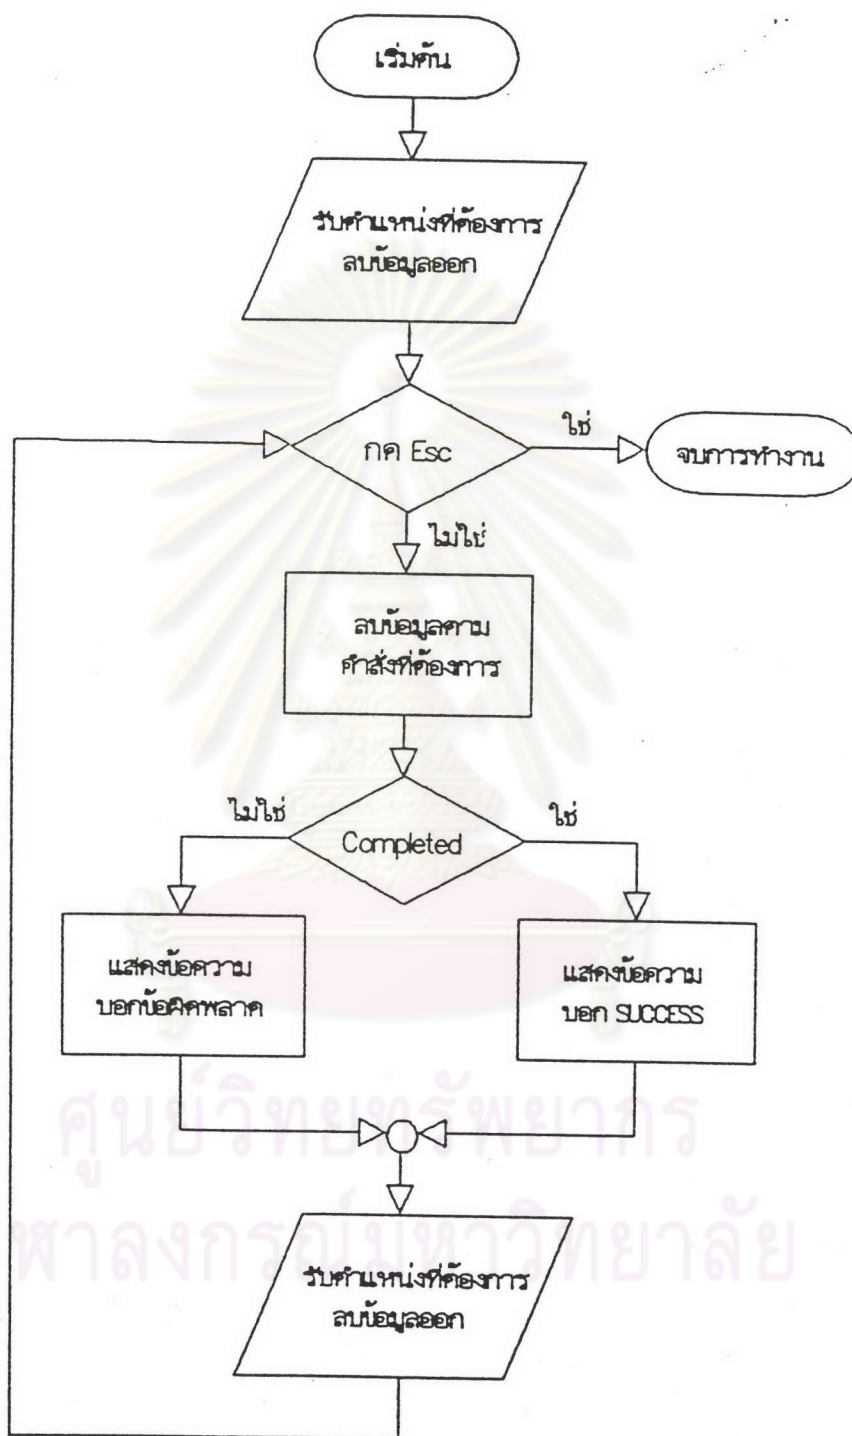 เริ่มต้น
รับตำแหน่งที่ต้องการ
ลบข้อมูลออก
กด Esc
ใช่
จบการทำงาน
ไม่ใช่
ลบข้อมูลตาม
คำสั่งที่ต้องการ
ไม่ใช่
Completed
ใช่
แสดงข้อความ
บอกข้อผิดพลาด
แสดงข้อความ
บอก SUCCESS
ศูนย์วิทยทรัพยากร
รับตำแหน่งที่ต้องการ
ลบข้อมูลออก
ฬาลงกรณ์มหาวิทยาลัย